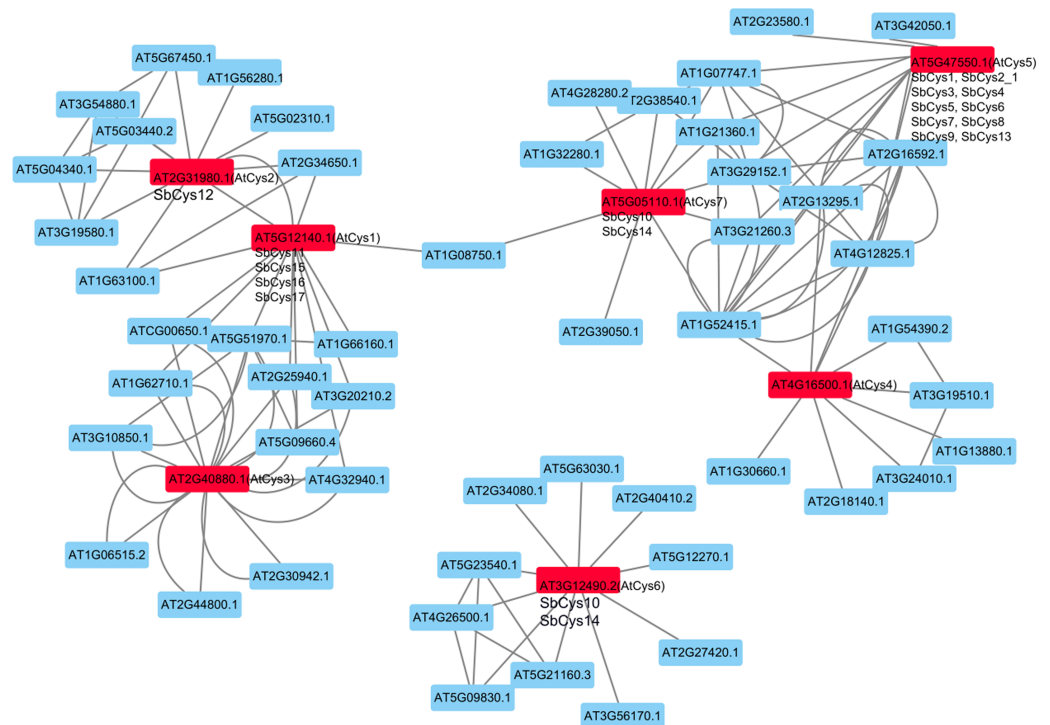 AT2G23580.1
AT3G42050.1
AT5G67450.1
AT1G56280.1
AT5G47550.1(AtCys5)
SbCys1, SbCys2_1
SbCys3, SbCys4
SbCys5, SbCys6
SbCys7, SbCys8
SbCys9, SbCys13
AT1G07747.1
AT4G28280.2
AT2G38540.1
AT3G54880.1
AT5G02310.1
AT5G03440.2
AT1G21360.1
AT1G32280.1
AT2G16592.1
AT2G34650.1
AT5G04340.1
AT3G29152.1
AT2G31980.1(AtCys2)
SbCys12
AT5G05110.1(AtCys7)
SbCys10
SbCys14
AT2G13295.1
AT3G19580.1
AT5G12140.1(AtCys1)
SbCys11
SbCys15
SbCys16
SbCys17
AT3G21260.3
AT1G08750.1
AT4G12825.1
AT1G63100.1
ATCG00650.1
AT5G51970.1
AT1G66160.1
AT2G39050.1
AT1G52415.1
AT1G54390.2
AT1G62710.1
AT2G25940.1
AT3G20210.2
AT4G16500.1(AtCys4)
AT3G19510.1
AT3G10850.1
AT5G09660.4
AT1G13880.1
AT2G40880.1(AtCys3)
AT4G32940.1
AT5G63030.1
AT1G30660.1
AT3G24010.1
AT2G34080.1
AT2G40410.2
AT2G18140.1
AT1G06515.2
AT5G12270.1
AT5G23540.1
AT2G30942.1
AT3G12490.2(AtCys6)
SbCys10
SbCys14
AT2G44800.1
AT4G26500.1
AT2G27420.1
AT5G21160.3
AT5G09830.1
AT3G56170.1